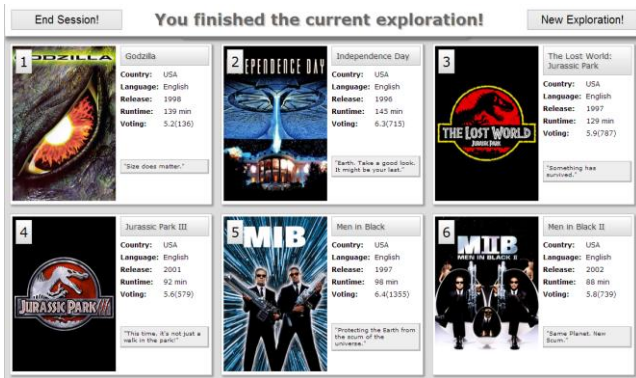 End Session!
You finished the current exploration!
New Exploration!
1
GODZILLA
Godzilla
Country: USA
Language: English
Release: 1998
Runtime: 139 min
Voting: 5.2(136)
"Size does matter."
2
INDEPENDENCE DAY
Independence Day
Country: USA
Language: English
Release: 1996
Runtime: 145 min
Voting: 6.3(715)
"Earth. Take a good look.
It might be your last."
3
THE LOST WORLD
JURASSIC PARK
The Lost World:
Jurassic Park
Country: USA
Language: English
Release: 1997
Runtime: 129 min
Voting: 5.9(787)
"Something has
survived."
4
JURASSIC PARK
Jurassic Park III
Country: USA
Language: English
Release: 2001
Runtime: 92 min
Voting: 5.6(579)
"This time, it's not just a
walk in the park!"
5
MIB
Men in Black
Country: USA
Language: English
Release: 1997
Runtime: 98 min
Voting: 6.4(1355)
"Protecting the Earth from
the scum of the
universe."
6
MIIB
MEN IN BLACK II
Men in Black II
Country: USA
Language: English
Release: 2002
Runtime: 88 min
Voting: 5.8(739)
"Same Planet. New
Scum."